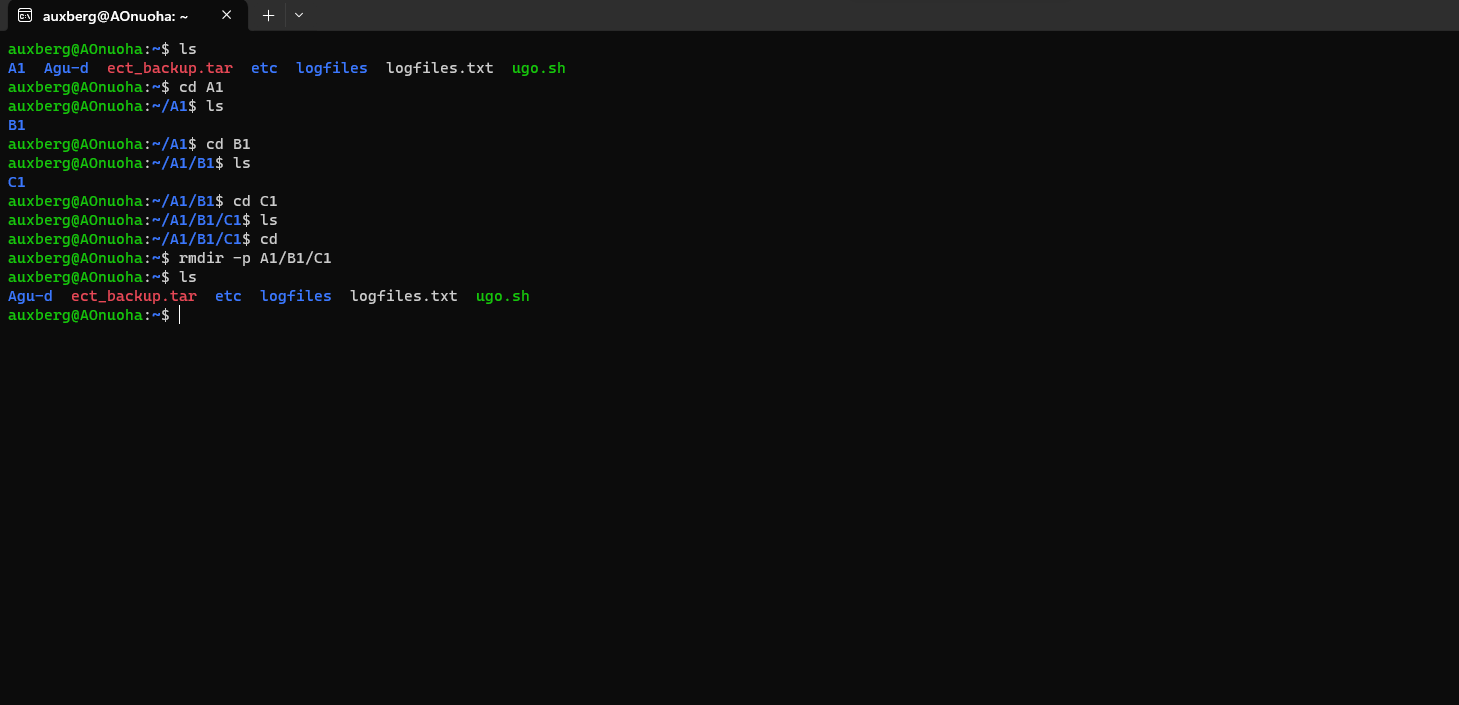 auxberg@AOnuoha: ~
auxberg@AOnuoha:~$ ls
A1  Agu-d  ect_backup.tar  etc  logfiles  logfiles.txt  ugo.sh
auxberg@AOnuoha:~$ cd A1
auxberg@AOnuoha:~/A1$ ls
B1
auxberg@AOnuoha:~/A1$ cd B1
auxberg@AOnuoha:~/A1/B1$ ls
C1
auxberg@AOnuoha:~/A1/B1$ cd C1
auxberg@AOnuoha:~/A1/B1/C1$ ls
auxberg@AOnuoha:~/A1/B1/C1$ cd
auxberg@AOnuoha:~$ rmdir -p A1/B1/C1
auxberg@AOnuoha:~$ ls
Agu-d  ect_backup.tar  etc  logfiles  logfiles.txt  ugo.sh
auxberg@AOnuoha:~$